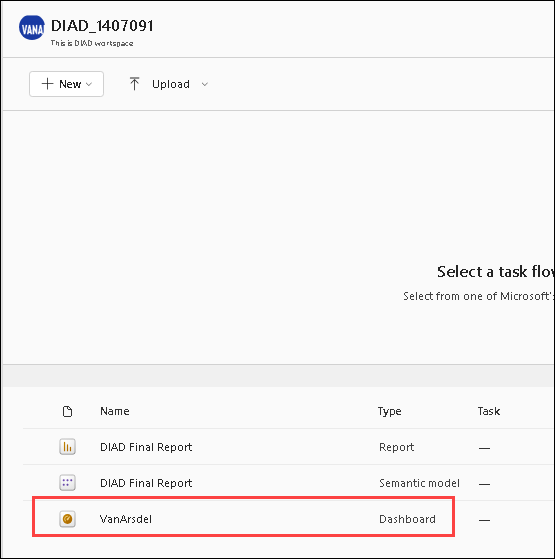 VANA DIAD_1407091
This is DIAD workspace
New Upload
Select a task flo
Select from one of Microsoft's
Name Type Task
DIAD Final Report Report —
DIAD Final Report Semantic model —
VanArsdel Dashboard —